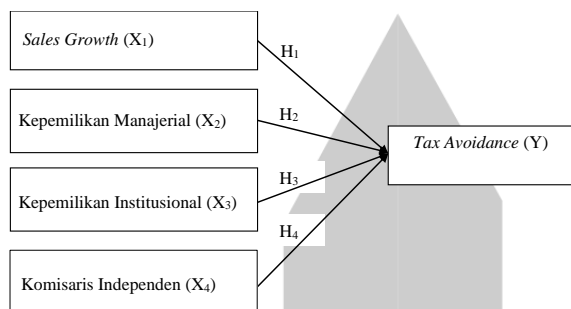 Sales Growth (X₁)
H₁
Kepemilikan Manajerial (X₂)
H₂
Tax Avoidance (Y)
Kepemilikan Institusional (X₃)
H₃
Komisaris Independen (X₄)
H₄